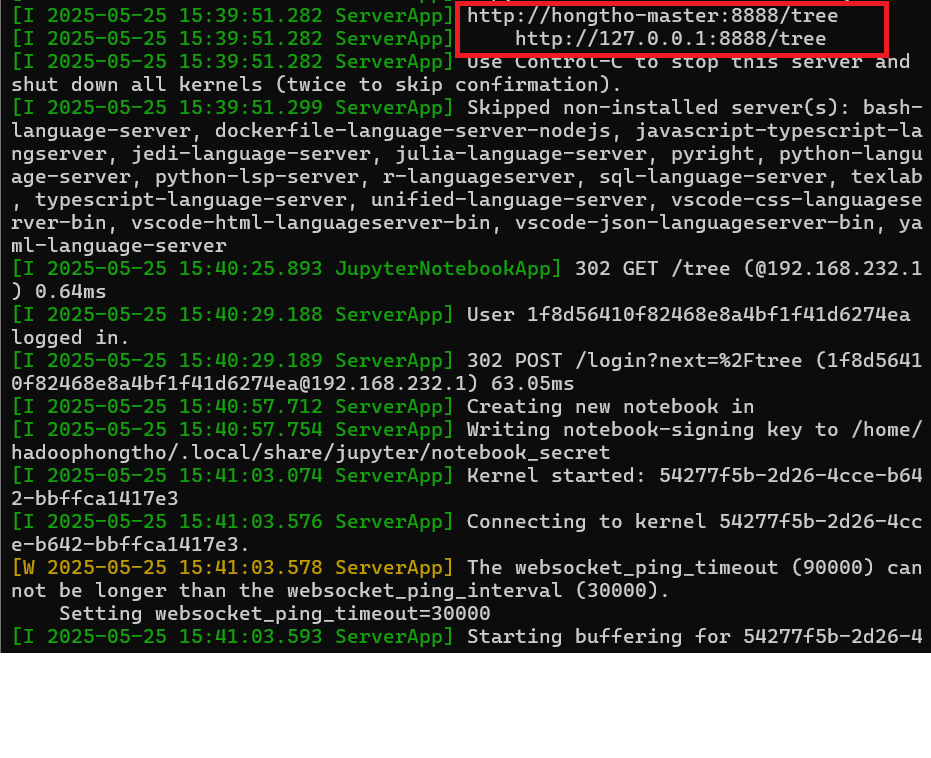 [I 2025-05-25 15:39:51.282 ServerApp] http://hongtho-master:8888/tree
[I 2025-05-25 15:39:51.282 ServerApp]     http://127.0.0.1:8888/tree
[I 2025-05-25 15:39:51.282 ServerApp] Use Control-C to stop this server and
shut down all kernels (twice to skip confirmation).
[I 2025-05-25 15:39:51.299 ServerApp] Skipped non-installed server(s): bash-
language-server, dockerfile-language-server-nodejs, javascript-typescript-la
ngserver, jedi-language-server, julia-language-server, pyright, python-langu
age-server, python-lsp-server, r-languageserver, sql-language-server, texlab
, typescript-language-server, unified-language-server, vscode-css-languagese
rver-bin, vscode-html-languageserver-bin, vscode-json-languageserver-bin, ya
ml-language-server
[I 2025-05-25 15:40:25.893 JupyterNotebookApp] 302 GET /tree (@192.168.232.1
) 0.64ms
[I 2025-05-25 15:40:29.188 ServerApp] User 1f8d56410f82468e8a4bf1f41d6274ea
logged in.
[I 2025-05-25 15:40:29.189 ServerApp] 302 POST /login?next=%2Ftree (1f8d5641
0f82468e8a4bf1f41d6274ea@192.168.232.1) 63.05ms
[I 2025-05-25 15:40:57.712 ServerApp] Creating new notebook in
[I 2025-05-25 15:40:57.754 ServerApp] Writing notebook-signing key to /home/
hadoophongtho/.local/share/jupyter/notebook_secret
[I 2025-05-25 15:41:03.074 ServerApp] Kernel started: 54277f5b-2d26-4cce-b64
2-bbffca1417e3
[I 2025-05-25 15:41:03.576 ServerApp] Connecting to kernel 54277f5b-2d26-4cc
e-b642-bbffca1417e3.
[W 2025-05-25 15:41:03.578 ServerApp] The websocket_ping_timeout (90000) can
not be longer than the websocket_ping_interval (30000).
    Setting websocket_ping_timeout=30000
[I 2025-05-25 15:41:03.593 ServerApp] Starting buffering for 54277f5b-2d26-4